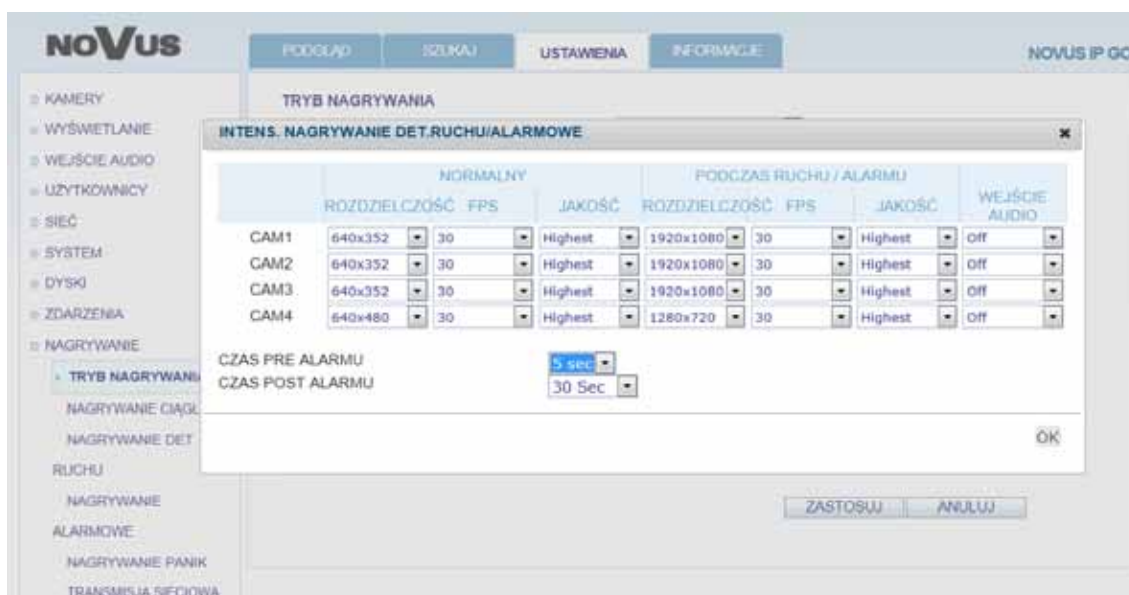 NOVUS
PODGLĄD SZUKAJ USTAWIENIA INFORMACJE
NOVUS IP GO
KAMERY
WYŚWIETLANIE
WEJŚCIE AUDIO
UŻYTKOWNICY
SIEĆ
SYSTEM
DYSKI
ZDARZENIA
NAGRYWANIE
TRYB NAGRYWANIA
NAGRYWANIE CIĄGŁ
NAGRYWANIE DET
RUCHU
NAGRYWANIE
ALARMOWE
NAGRYWANIE PANIK
TRANSMISJA SIECIOWA
TRYB NAGRYWANIA
INTENS. NAGRYWANIE DET.RUCHU/ALARMOWE
NORMALNY PODCZAS RUCHU / ALARMU
ROZDZIELCZOŚĆ FPS JAKOŚĆ ROZDZIELCZOŚĆ FPS JAKOŚĆ WEJŚCIE AUDIO
CAM1 640x352 30 Highest 1920x1080 30 Highest Off
CAM2 640x352 30 Highest 1920x1080 30 Highest Off
CAM3 640x352 30 Highest 1920x1080 30 Highest Off
CAM4 640x480 30 Highest 1280x720 30 Highest Off
CZAS PRE ALARMU 5 sec
CZAS POST ALARMU 30 Sec
OK
ZASTOSUJ ANULUJ